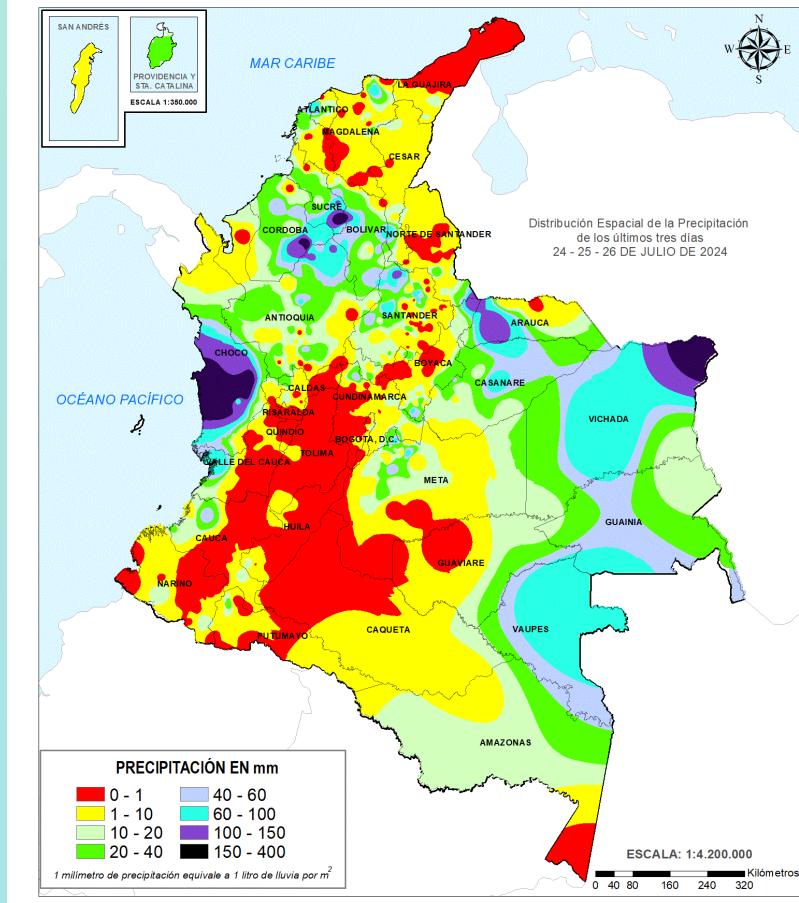 SAN ANDRÉS
PROVIDENCIA Y
STA. CATALINA
ESCALA 1:350.000
MAR CARIBE
N
W E
S
LA GUAJIRA
ATLANTICO
MAGDALENA
CESAR
SUCRE
CORDOBA
BOLIVAR
NORTE DE SANTANDER
Distribución Espacial de la Precipitación
de los últimos tres días
24 - 25 - 26 DE JULIO DE 2024
ANTIOQUIA
SANTANDER
ARAUCA
CHOCO
BOYACA
CASANARE
OCÉANO PACÍFICO
CALDAS
CUNDINAMARCA
RISARALDA
VICHADA
QUINDIO
BOGOTA, D.C.
TOLIMA
VALLE DEL CAUCA
META
GUAINIA
HUILA
CAUCA
GUAVIARE
NARIÑO
PUTUMAYO
CAQUETA
VAUPES
AMAZONAS
PRECIPITACIÓN EN mm
0 - 1
40 - 60
1 - 10
60 - 100
10 - 20
100 - 150
20 - 40
150 - 400
1 milímetro de precipitación equivale a 1 litro de lluvia por m2
ESCALA: 1:4.200.000
Kilómetros
0 40 80 160 240 320